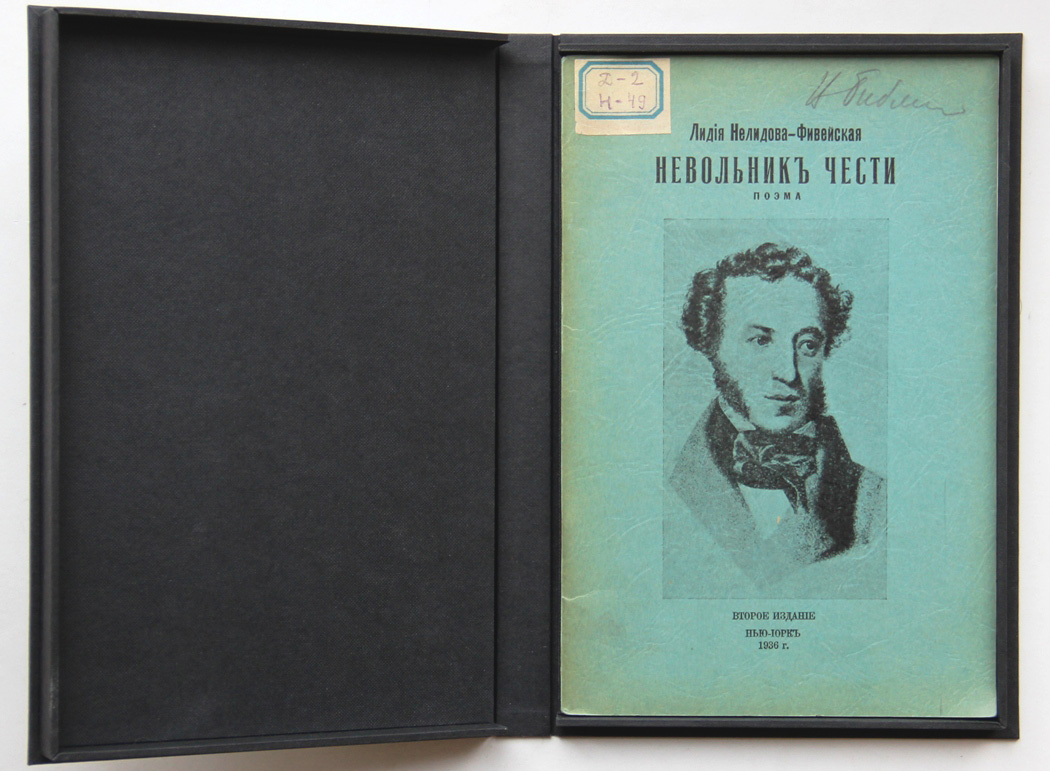 Д-2
Н-49
Лидія Нелидова-Фивейская
НЕВОЛЬНИКЪ ЧЕСТИ
ПОЭМА
ВТОРОЕ ИЗДАНІЕ
НЬЮ-ІОРКЪ
1936 г.